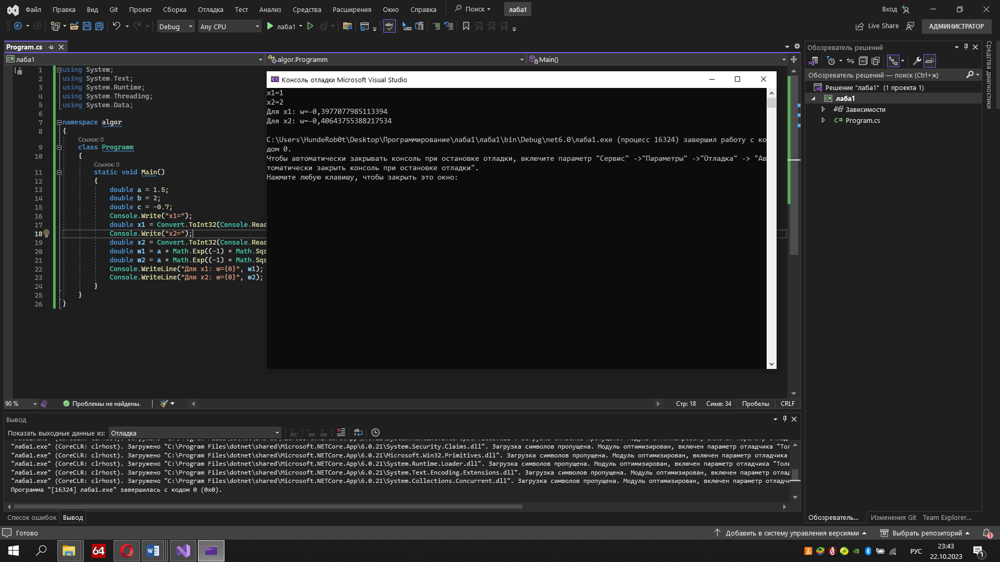 Файл Правка Вид Git Проект Сборка Отладка Тест Анализ Средства Расширения Окно Справка Поиск лаба1 Вход
Debug Any CPU лаба1 Live Share АДМИНИСТРАТОР
Program.cs
лаба1 algor.Programm Main()
1 using System;
2 using System.Text;
3 using System.Runtime;
4 using System.Threading;
5 using System.Data;
6
7 namespace algor
8 {
Ссылок: 0
9 class Programm
10 {
Ссылок: 0
11 static void Main()
12 {
13 double a = 1.5;
14 double b = 2;
15 double c = -0.7;
16 Console.Write("x1=");
17 double x1 = Convert.ToInt32(Console.Read
18 Console.Write("x2=");
19 double x2 = Convert.ToInt32(Console.Read
20 double w1 = a * Math.Exp((-1) * Math.Sqr
21 double w2 = a * Math.Exp((-1) * Math.Sqr
22 Console.WriteLine("Для x1: w={0}", w1);
23 Console.WriteLine("Для x2: w={0}", w2);
24 }
25 }
26 }
Консоль отладки Microsoft Visual Studio
x1=1
x2=2
Для x1: w=-0,3977077985113394
Для x2: w=-0,40643755388217534
C:\Users\HundeRob0t\Desktop\Программирование\лаба1\лаба1\bin\Debug\net6.0\лаба1.exe (процесс 16324) завершил работу с ко
дом 0.
Чтобы автоматически закрывать консоль при остановке отладки, включите параметр "Сервис" ->"Параметры" ->"Отладка" -> "Ав
томатически закрыть консоль при остановке отладки".
Нажмите любую клавишу, чтобы закрыть это окно:
Обозреватель решений
Обозреватель решений — поиск (Ctrl+ж)
Решение "лаба1" (1 проекта 1)
лаба1
Зависимости
C# Program.cs
Средства диагностики
90 % Проблемы не найдены. Стр: 18 Симв: 34 Пробелы CRLF
Вывод
Показать выходные данные из: Отладка
"лаба1.exe" (CoreCLR: clrhost). Загружено "C:\Program Files\dotnet\shared\Microsoft.NETCore.App\6.0.21\System.Security.Claims.dll". Загрузка символов пропущена. Модуль оптимизирован, включен параметр отладчика "Тол
"лаба1.exe" (CoreCLR: clrhost). Загружено "C:\Program Files\dotnet\shared\Microsoft.NETCore.App\6.0.21\Microsoft.Win32.Primitives.dll". Загрузка символов пропущена. Модуль оптимизирован, включен параметр отладчика
"лаба1.exe" (CoreCLR: clrhost). Загружено "C:\Program Files\dotnet\shared\Microsoft.NETCore.App\6.0.21\System.Runtime.Loader.dll". Загрузка символов пропущена. Модуль оптимизирован, включен параметр отладчика "Толь
"лаба1.exe" (CoreCLR: clrhost). Загружено "C:\Program Files\dotnet\shared\Microsoft.NETCore.App\6.0.21\System.Text.Encoding.Extensions.dll". Загрузка символов пропущена. Модуль оптимизирован, включен параметр отлад
"лаба1.exe" (CoreCLR: clrhost). Загружено "C:\Program Files\dotnet\shared\Microsoft.NETCore.App\6.0.21\System.Collections.Concurrent.dll". Загрузка символов пропущена. Модуль оптимизирован, включен параметр отладчи
Программа "[16324] лаба1.exe" завершилась с кодом 0 (0x0).
Список ошибок Вывод
Обозреватель... Изменения Git Team Explorer...
Готово Добавить в систему управления версиями Выбрать репозиторий 1
64 РУС 23:43
22.10.2023 1